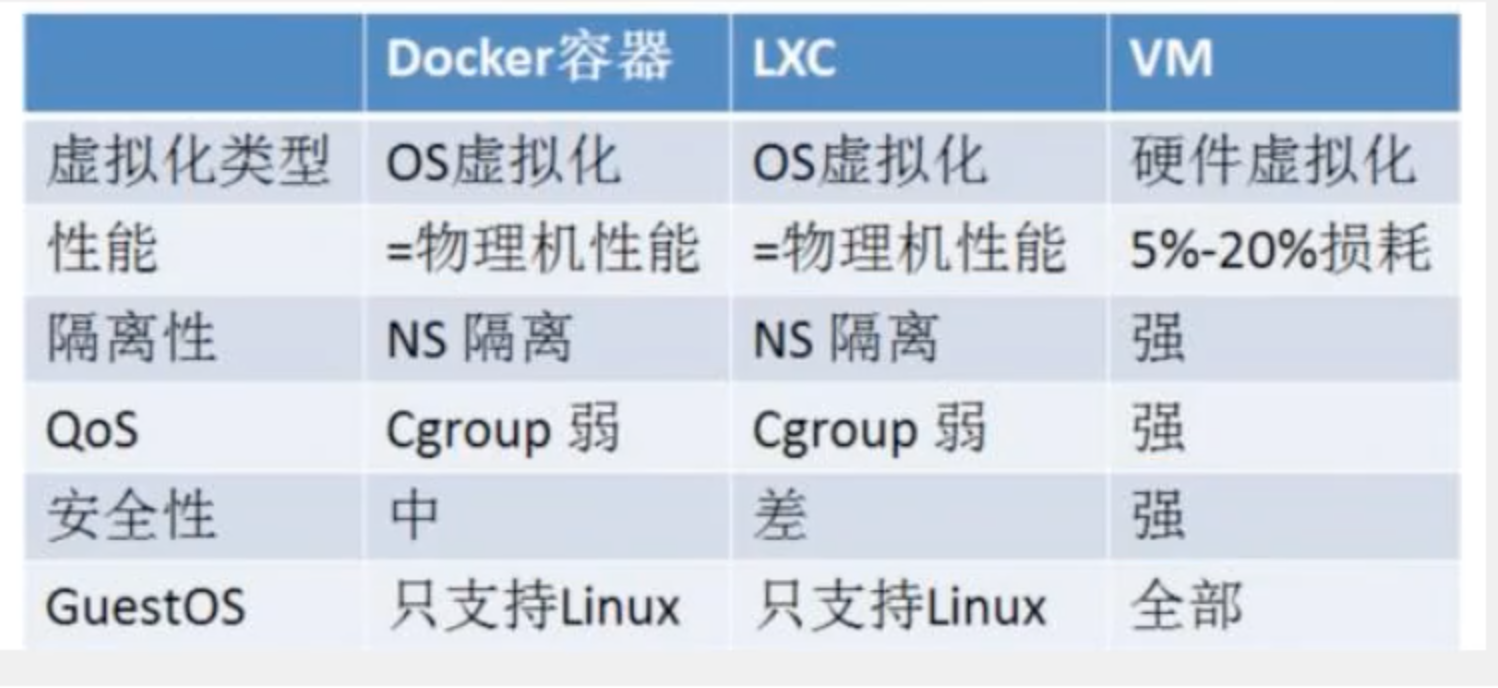 Docker容器 LXC VM
虚拟化类型 OS虚拟化 OS虚拟化 硬件虚拟化
性能 =物理机性能 =物理机性能 5%-20%损耗
隔离性 NS 隔离 NS 隔离 强
QoS Cgroup 弱 Cgroup 弱 强
安全性 中 差 强
GuestOS 只支持Linux 只支持Linux 全部